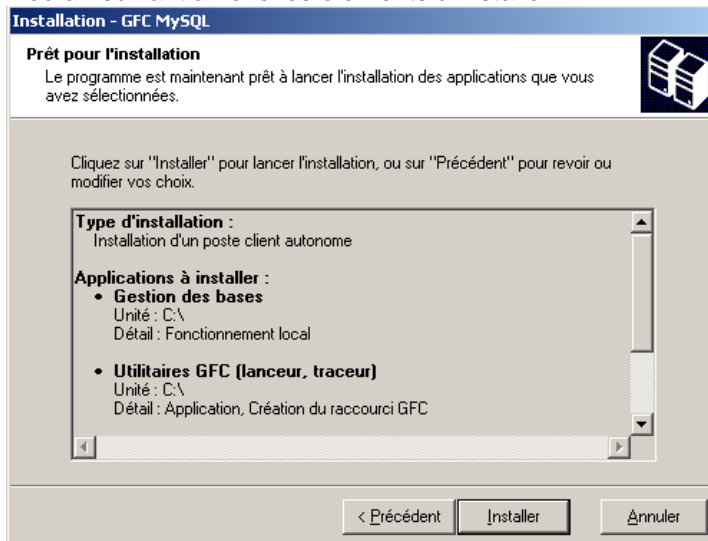 Installation - GFC MySQL
Prêt pour l'installation
Le programme est maintenant prêt à lancer l'installation des applications que vous
avez sélectionnées.
Cliquez sur "Installer" pour lancer l'installation, ou sur "Précédent" pour revoir ou
modifier vos choix.
Type d'installation :
Installation d'un poste client autonome
Applications à installer :
• Gestion des bases
Unité : C:\
Détail : Fonctionnement local
• Utilitaires GFC (lanceur, traceur)
Unité : C:\
Détail : Application, Création du raccourci GFC
< Précédent
Installer
Annuler